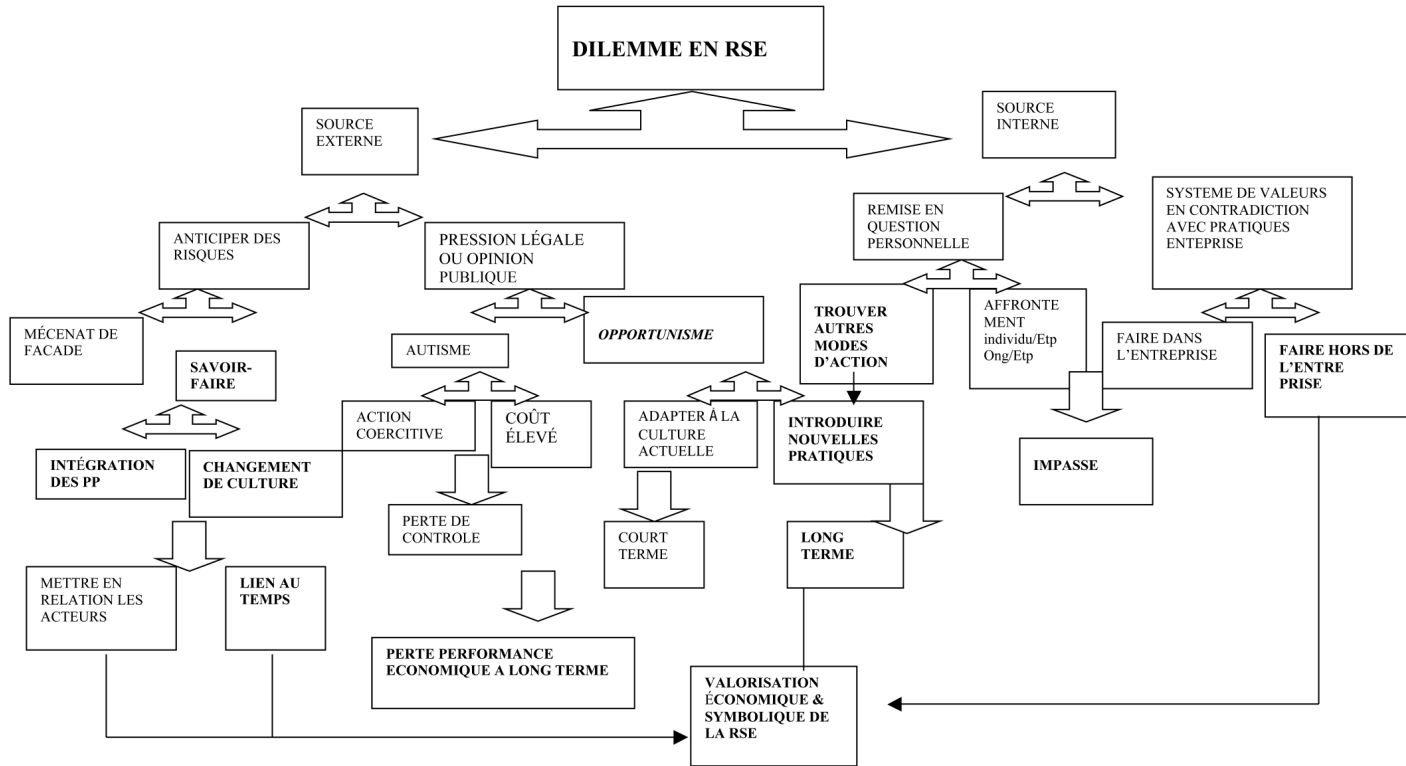 DILEMME EN RSE
SOURCE
EXTERNE
SOURCE
INTERNE
ANTICIPER DES
RISQUES
PRESSION LÉGALE
OU OPINION
PUBLIQUE
REMISE EN
QUESTION
PERSONNELLE
SYSTEME DE VALEURS
EN CONTRADICTION
AVEC PRATIQUES
ENTEPRISE
MÉCENAT DE
FACADE
SAVOIR-
FAIRE
AUTISME
OPPORTUNISME
TROUVER
AUTRES
MODES
D'ACTION
AFFRONTE
MENT
individu/Etp
Ong/Etp
FAIRE DANS
L'ENTREPRISE
FAIRE HORS DE
L'ENTRE
PRISE
INTÉGRATION
DES PP
CHANGEMENT
DE CULTURE
ACTION
COERCITIVE
COÛT
ÉLEVÉ
ADAPTER À LA
CULTURE
ACTUELLE
INTRODUIRE
NOUVELLES
PRATIQUES
IMPASSE
PERTE DE
CONTROLE
COURT
TERME
LONG
TERME
METTRE EN
RELATION LES
ACTEURS
LIEN AU
TEMPS
PERTE PERFORMANCE
ECONOMIQUE A LONG TERME
VALORISATION
ÉCONOMIQUE &
SYMBOLIQUE DE
LA RSE